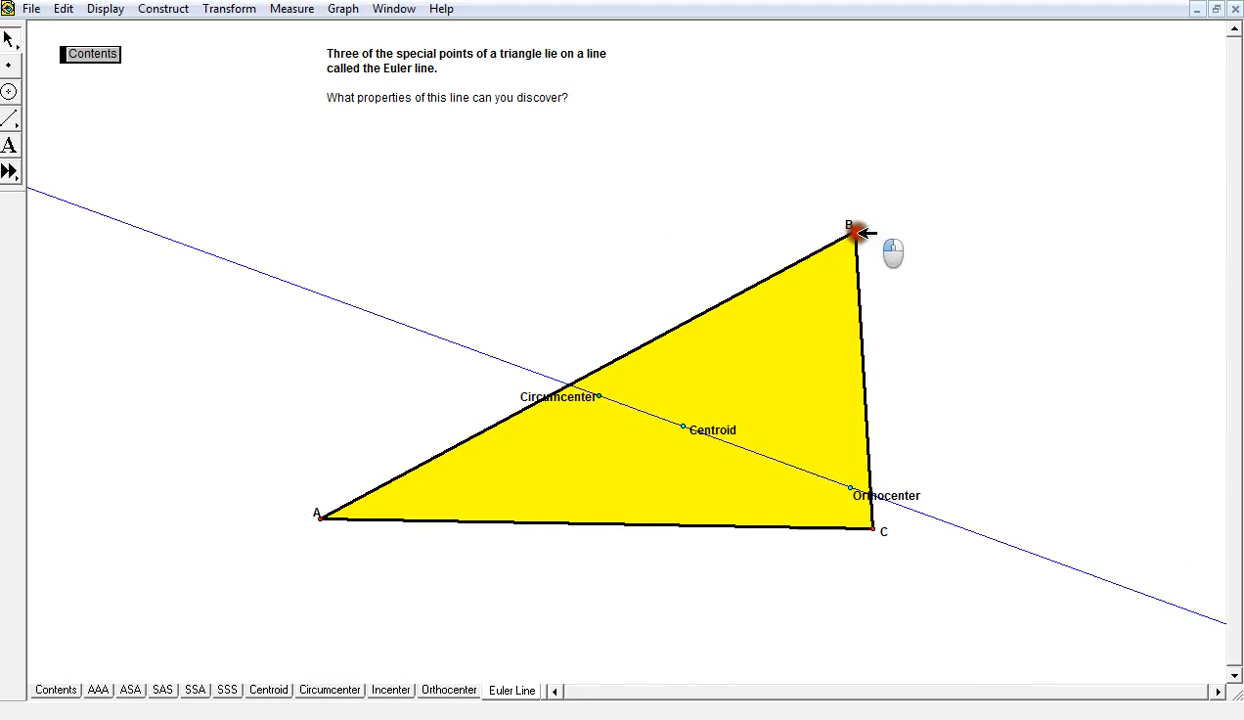 File Edit Display Construct Transform Measure Graph Window Help
Contents
Three of the special points of a triangle lie on a line
called the Euler line.
What properties of this line can you discover?
B
Circumcenter
Centroid
Orthocenter
A
C
A
Contents AAA ASA SAS SSA SSS Centroid Circumcenter Incenter Orthocenter Euler Line